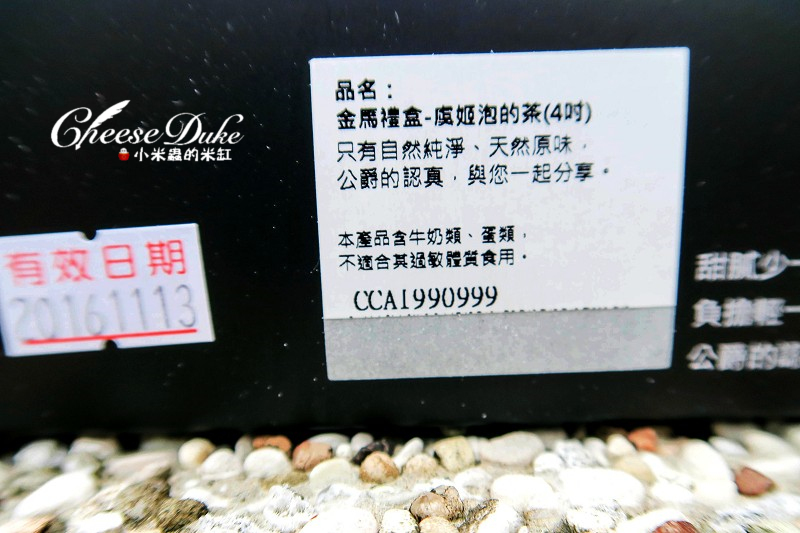 Cheese Duke
小米蟲的米缸
有效日期
20161113
品名：
金馬禮盒-虞姬泡的茶(4吋)
只有自然純淨、天然原味，
公爵的認真，與您一起分享。
本產品含牛奶類、蛋類，
不適合其過敏體質食用。
CCA1990999
甜膩少一
負擔輕一
公爵的認